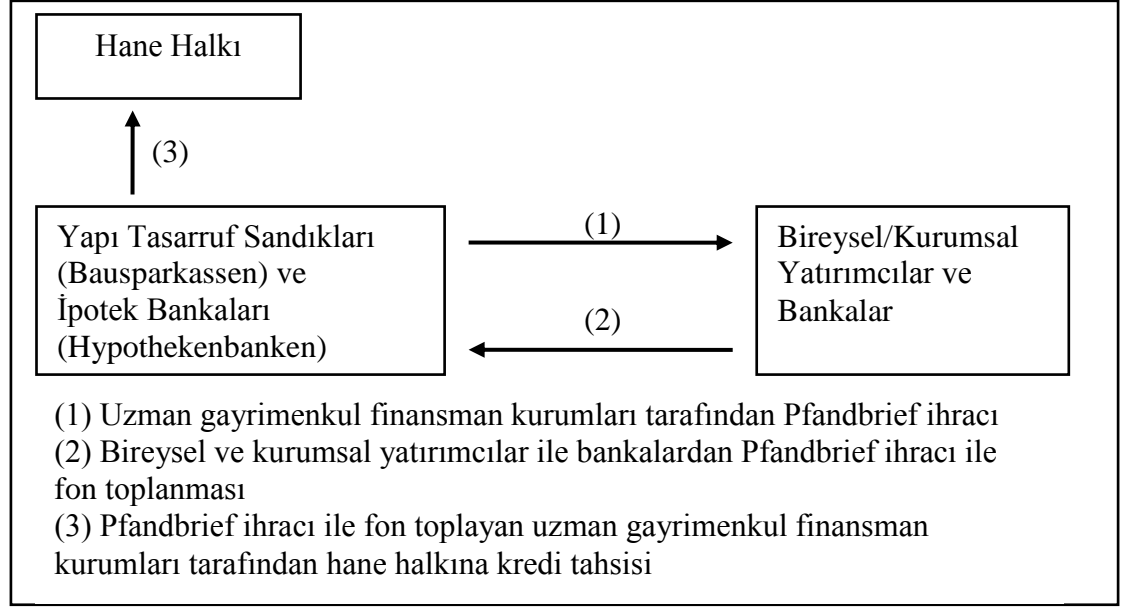 Hane Halkı
(3)
Yapı Tasarruf Sandıkları
(Bausparkassen) ve
İpotek Bankaları
(Hypothekenbanken)
(1)
(2)
Bireysel/Kurumsal
Yatırımcılar ve
Bankalar
(1) Uzman gayrimenkul finansman kurumları tarafından Pfandbrief ihracı
(2) Bireysel ve kurumsal yatırımcılar ile bankalardan Pfandbrief ihracı ile
fon toplanması
(3) Pfandbrief ihracı ile fon toplayan uzman gayrimenkul finansman
kurumları tarafından hane halkına kredi tahsisi